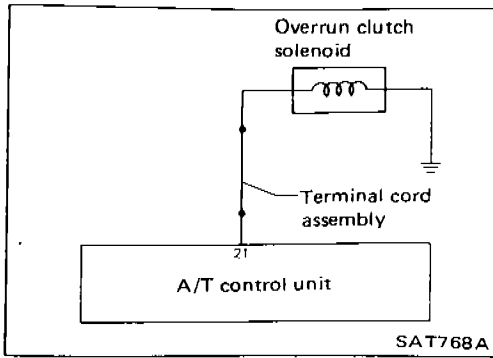 Overrun clutch
solenoid
Terminal cord
assembly
21
A/T control unit
SAT768A